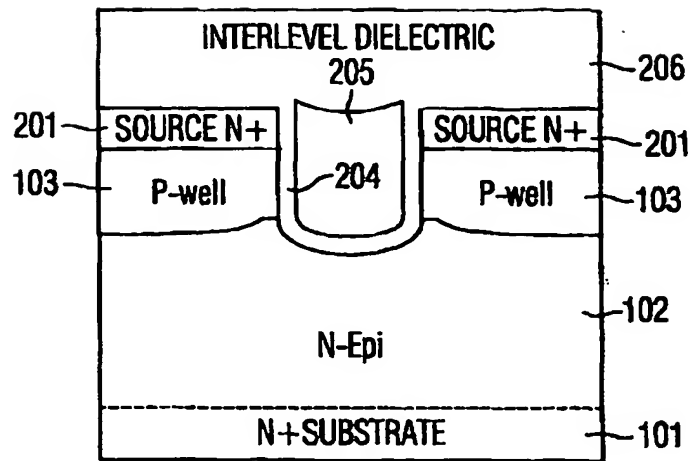 INTERLEVEL DIELECTRIC
205
206
201
SOURCE N+
SOURCE N+
201
103
P-well
204
P-well
103
102
N-Epi
N+SUBSTRATE
101